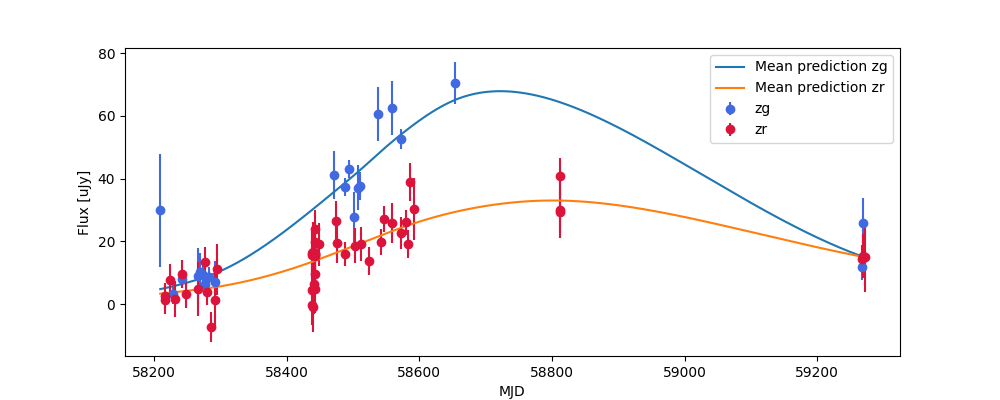 80
60
40
20
0
Flux [uJy]
58200
58400
58600
58800
59000
59200
MJD
Mean prediction zg
Mean prediction zr
zg
zr